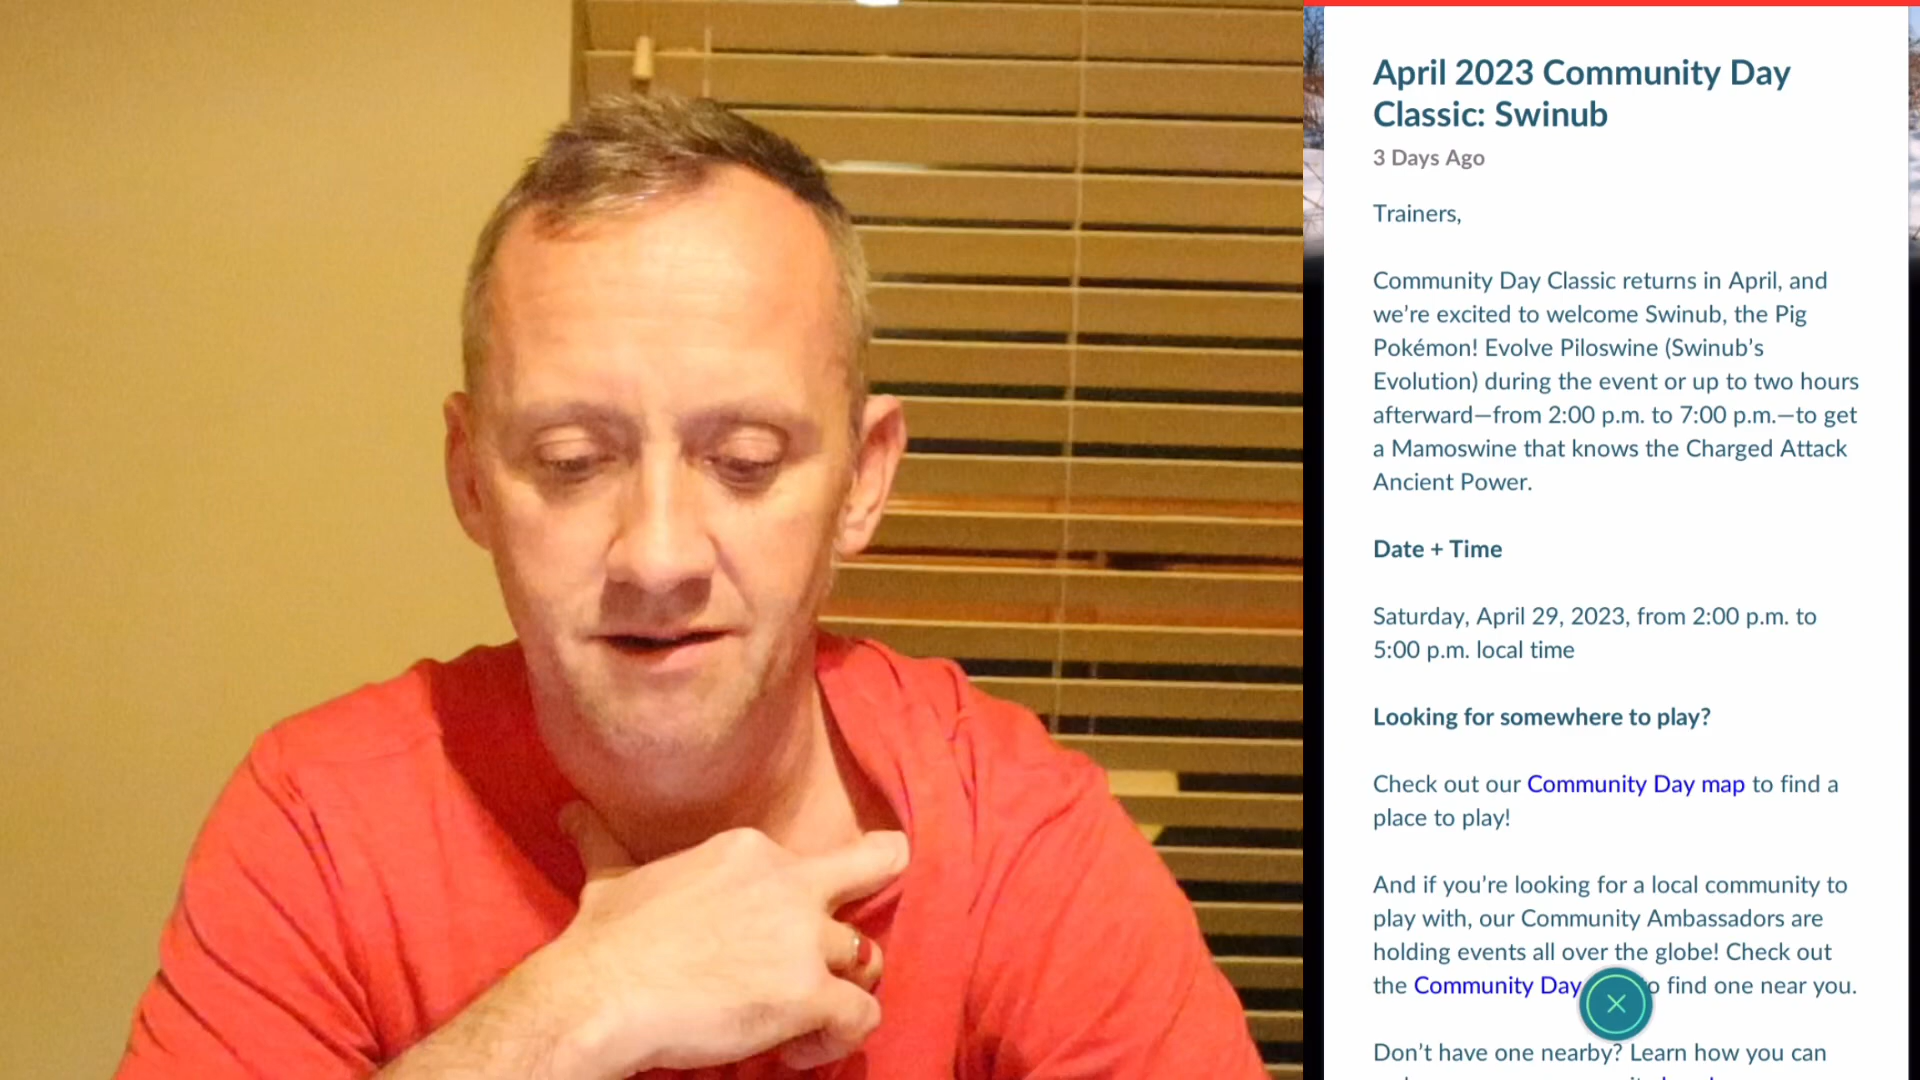 April 2023 Community Day
Classic: Swinub
3 Days Ago
Trainers,
Community Day Classic returns in April, and
we're excited to welcome Swinub, the Pig
Pokémon! Evolve Piloswine (Swinub's
Evolution) during the event or up to two hours
afterward—from 2:00 p.m. to 7:00 p.m.—to get
a Mamoswine that knows the Charged Attack
Ancient Power.
Date + Time
Saturday, April 29, 2023, from 2:00 p.m. to
5:00 p.m. local time
Looking for somewhere to play?
Check out our Community Day map to find a
place to play!
And if you're looking for a local community to
play with, our Community Ambassadors are
holding events all over the globe! Check out
the Community Day to find one near you.
Don't have one nearby? Learn how you can